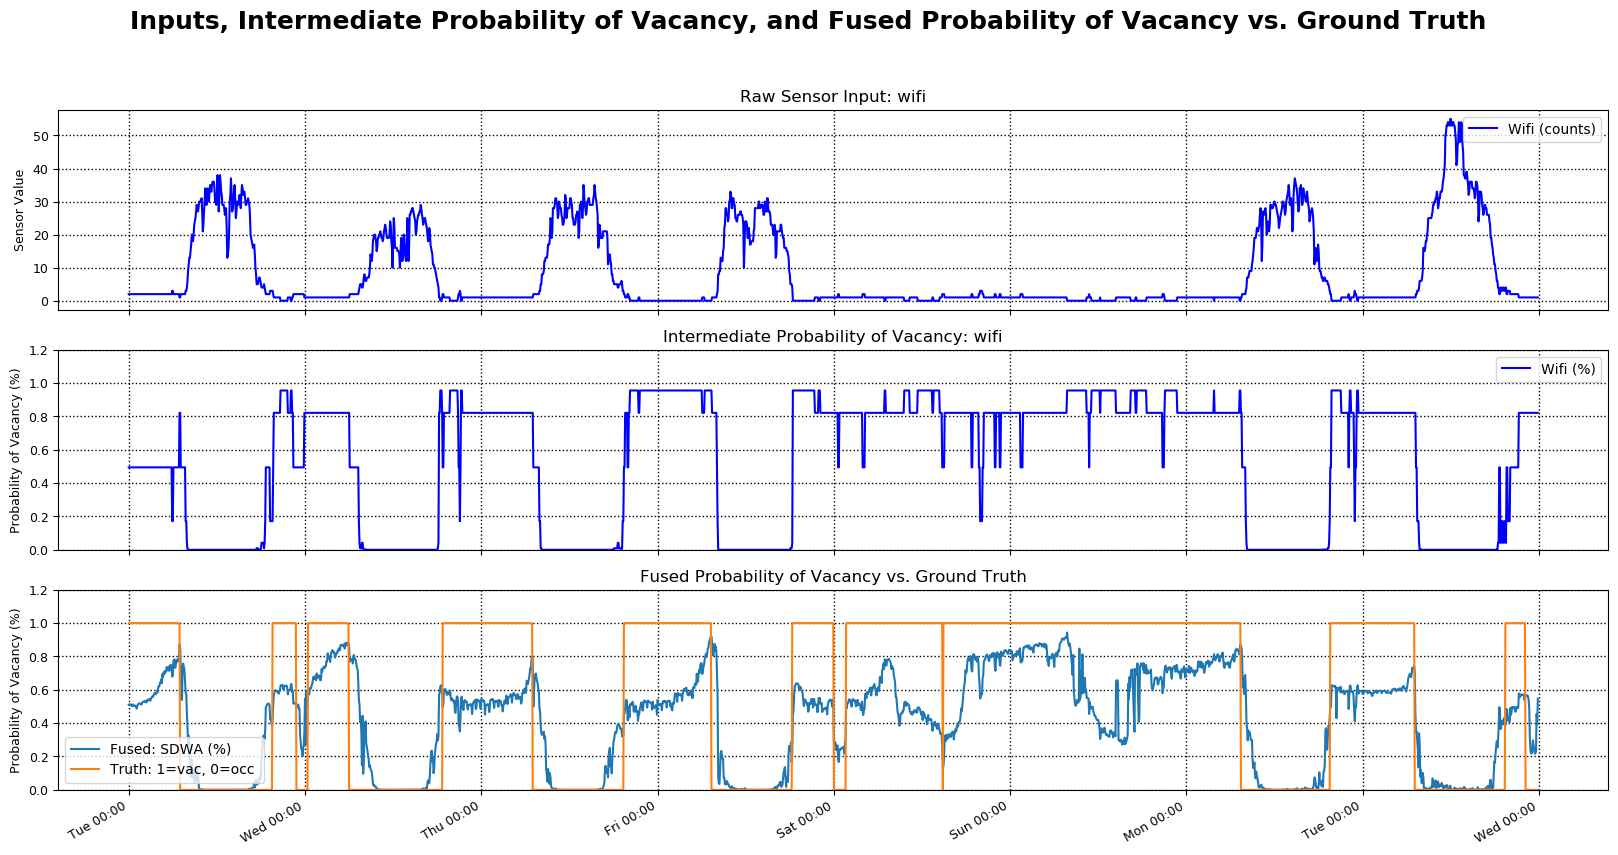 Inputs, Intermediate Probability of Vacancy, and Fused Probability of Vacancy vs. Ground Truth
Raw Sensor Input: wifi
Sensor Value
50
40
30
20
10
0
Wifi (counts)
Intermediate Probability of Vacancy: wifi
Probability of Vacancy (%)
1.2
1.0
0.8
0.6
0.4
0.2
0.0
Wifi (%)
Fused Probability of Vacancy vs. Ground Truth
Probability of Vacancy (%)
1.2
1.0
0.8
0.6
0.4
0.2
0.0
Fused: SDWA (%)
Truth: 1=vac, 0=occ
Tue 00:00
Wed 00:00
Thu 00:00
Fri 00:00
Sat 00:00
Sun 00:00
Mon 00:00
Tue 00:00
Wed 00:00